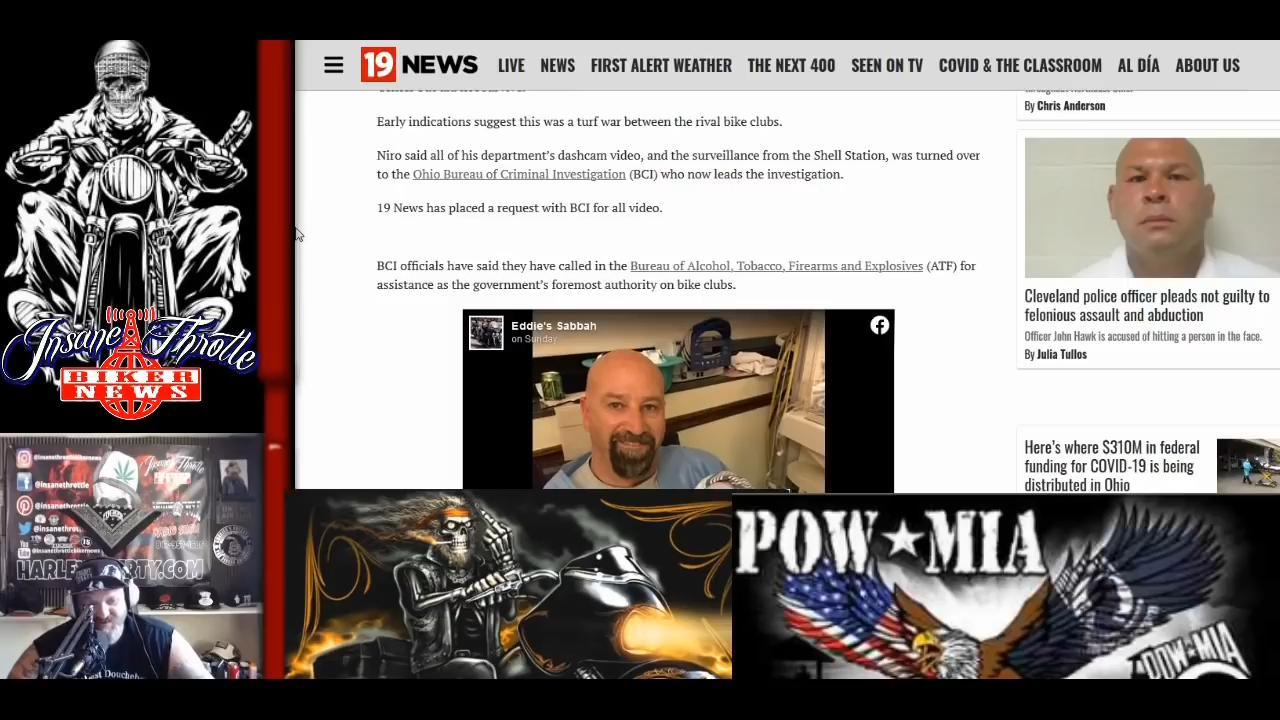 19 NEWS
LIVE NEWS FIRST ALERT WEATHER THE NEXT 400 SEEN ON TV COVID & THE CLASSROOM AL DÍA ABOUT US
Early indications suggest this was a turf war between the rival bike clubs.
Niro said all of his department's dashcam video, and the surveillance from the Shell Station, was turned over
to the Ohio Bureau of Criminal Investigation (BCI) who now leads the investigation.
19 News has placed a request with BCI for all video.
BCI officials have said they have called in the Bureau of Alcohol, Tobacco, Firearms and Explosives (ATF) for
assistance as the government's foremost authority on bike clubs.
Eddie's Sabbah
on Sunday
By Chris Anderson
Cleveland police officer pleads not guilty to
felonious assault and abduction
Officer John Hawk is accused of hitting a person in the face.
By Julia Tullos
Here's where $310M in federal
funding for COVID-19 is being
distributed in Ohio
Insane Throttle
BIKER
NEWS
@insanethrottle
@insanethrottle
@insanethrottlebikernews
POW★MIA
POW★MIA